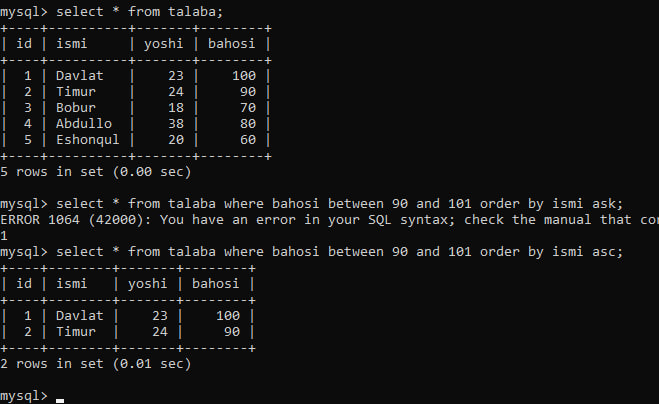 mysql> select * from talaba;
+----+----------+-------+--------+
| id | ismi     | yoshi | bahosi |
+----+----------+-------+--------+
|  1 | Davlat   |    23 |    100 |
|  2 | Timur    |    24 |     90 |
|  3 | Bobur    |    18 |     70 |
|  4 | Abdullo  |    38 |     80 |
|  5 | Eshonqul |    20 |     60 |
+----+----------+-------+--------+
5 rows in set (0.00 sec)
mysql> select * from talaba where bahosi between 90 and 101 order by ismi ask;
ERROR 1064 (42000): You have an error in your SQL syntax; check the manual that
1
mysql> select * from talaba where bahosi between 90 and 101 order by ismi asc;
+----+--------+-------+--------+
| id | ismi   | yoshi | bahosi |
+----+--------+-------+--------+
|  1 | Davlat |    23 |    100 |
|  2 | Timur  |    24 |     90 |
+----+--------+-------+--------+
2 rows in set (0.01 sec)
mysql>